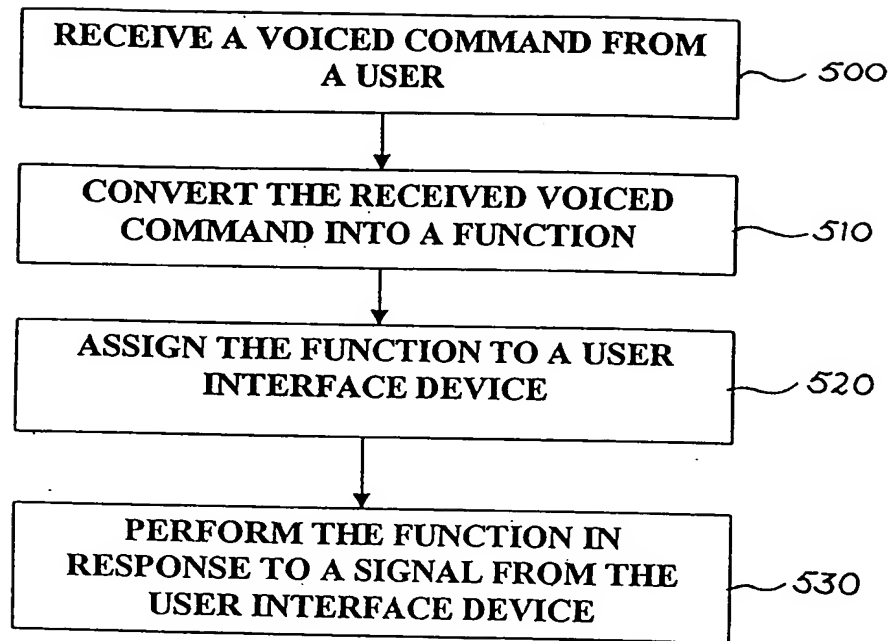 RECEIVE A VOICED COMMAND FROM
A USER
500
CONVERT THE RECEIVED VOICED
COMMAND INTO A FUNCTION
510
ASSIGN THE FUNCTION TO A USER
INTERFACE DEVICE
520
PERFORM THE FUNCTION IN
RESPONSE TO A SIGNAL FROM THE
USER INTERFACE DEVICE
530